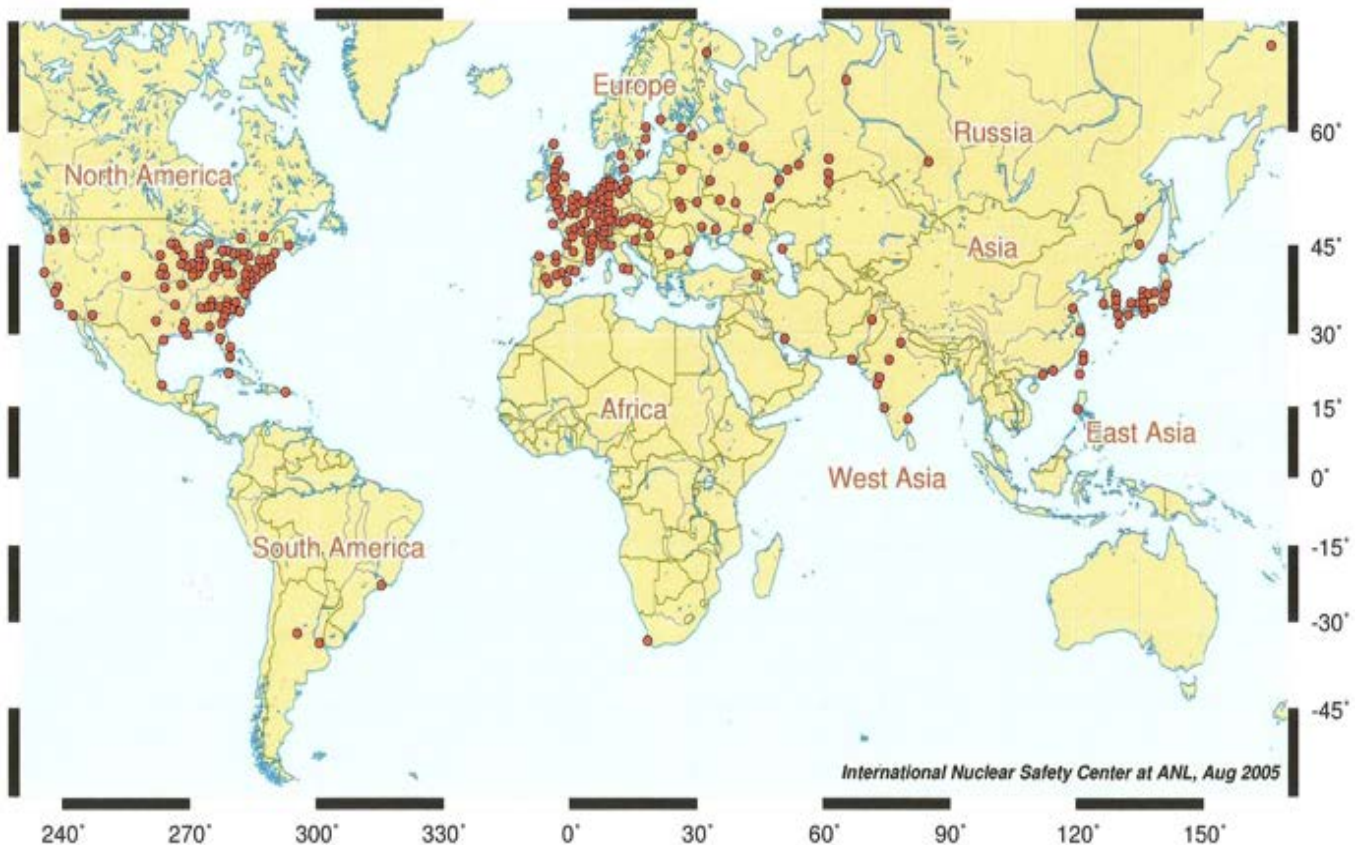 Europe
60°
Russia
North America
Asia
45°
30°
Africa
15°
East Asia
West Asia
0°
South America
-15°
-30°
-45°
International Nuclear Safety Center at ANL, Aug 2005
240° 270° 300° 330° 0° 30° 60° 90° 120° 150°